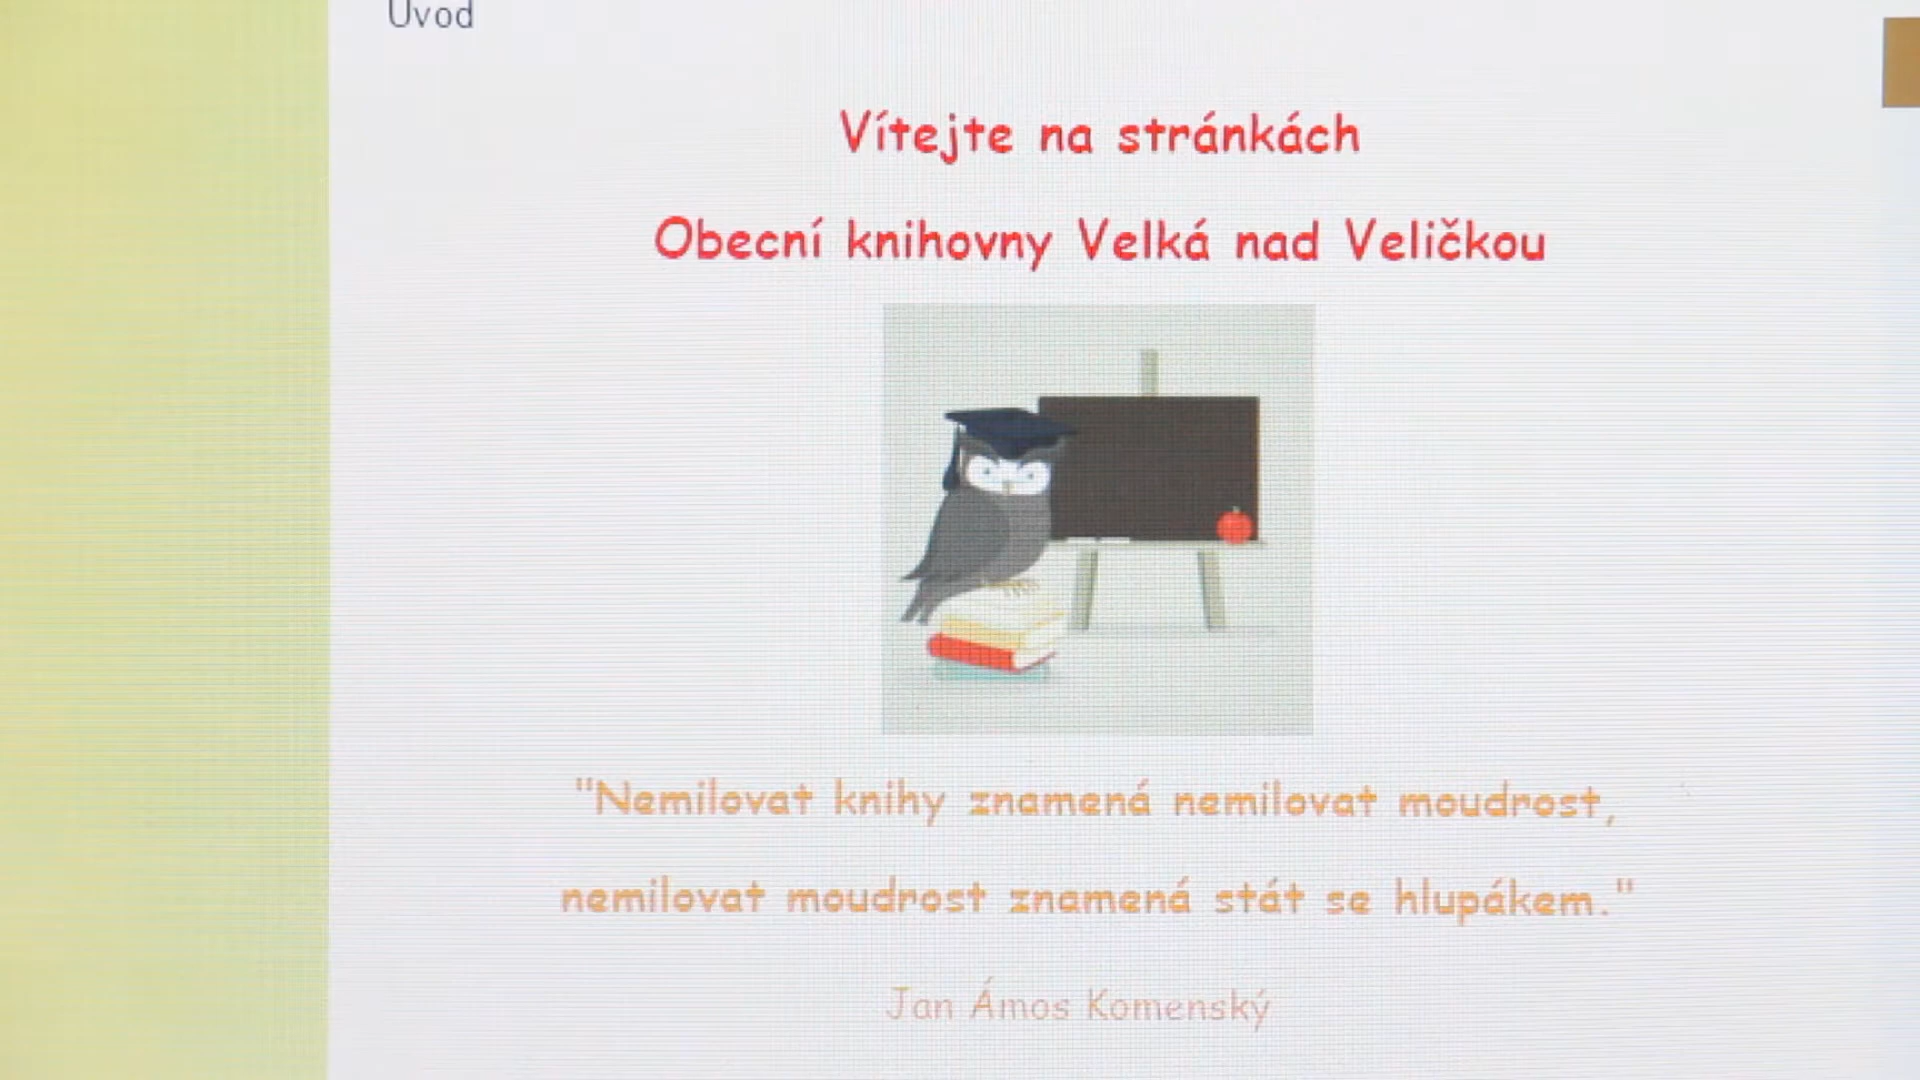 Úvod
Vítejte na stránkách
Obecní knihovny Velká nad Veličkou
"Nemilovat knihy znamená nemilovat moudrost,
nemilovat moudrost znamená stát se hlupákem."
Jan Ámos Komenský